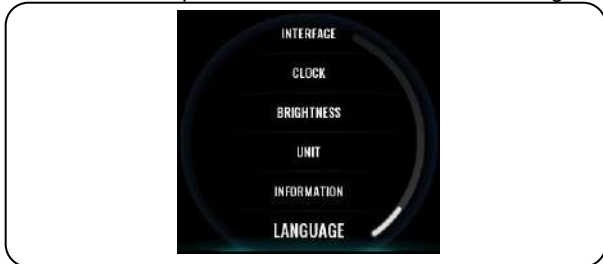 INTERFACE
CLOCK
BRIGHTNESS
UNIT
INFORMATION
LANGUAGE